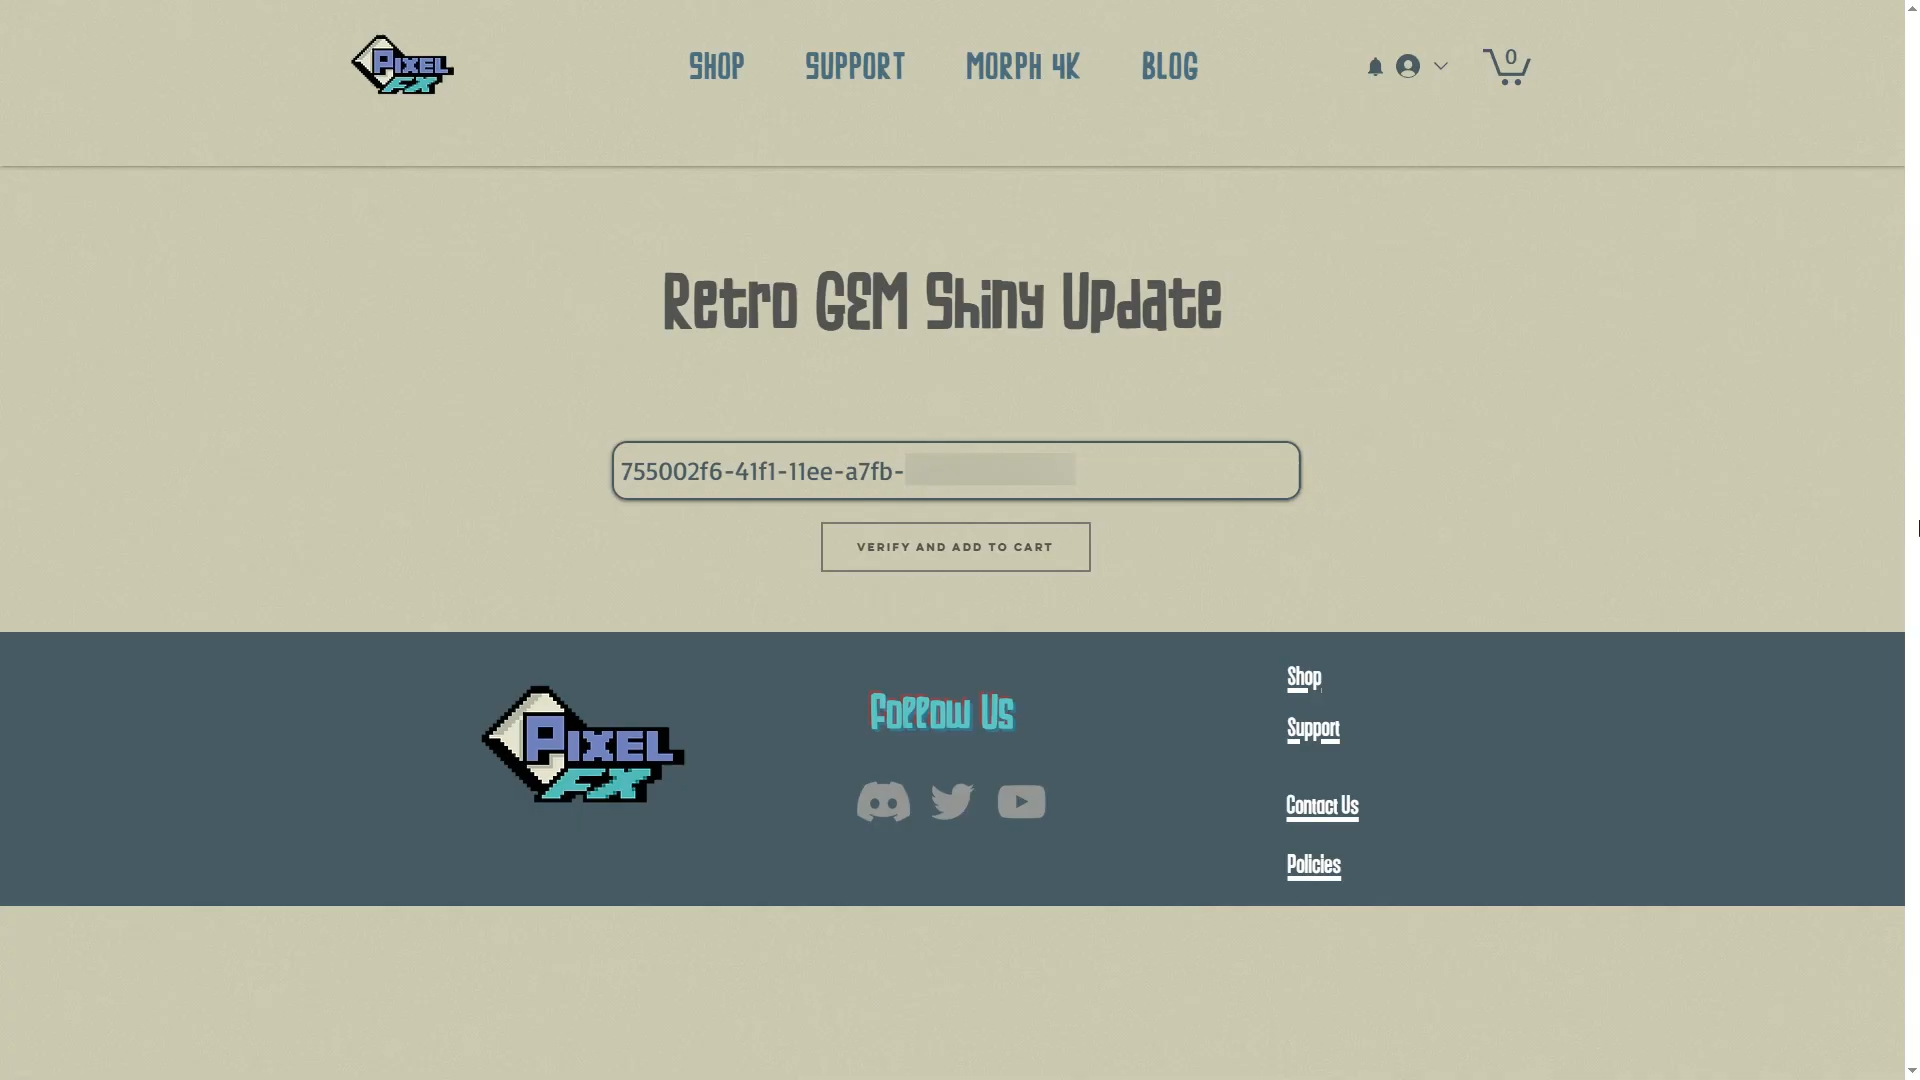 PIXEL FX
SHOP
SUPPORT
MORPH 4K
BLOG
0
Retro GEM Shiny Update
755002f6-41f1-11ee-a7fb-
VERIFY AND ADD TO CART
PIXEL
FX
Follow Us
Shop
Support
Contact Us
Policies